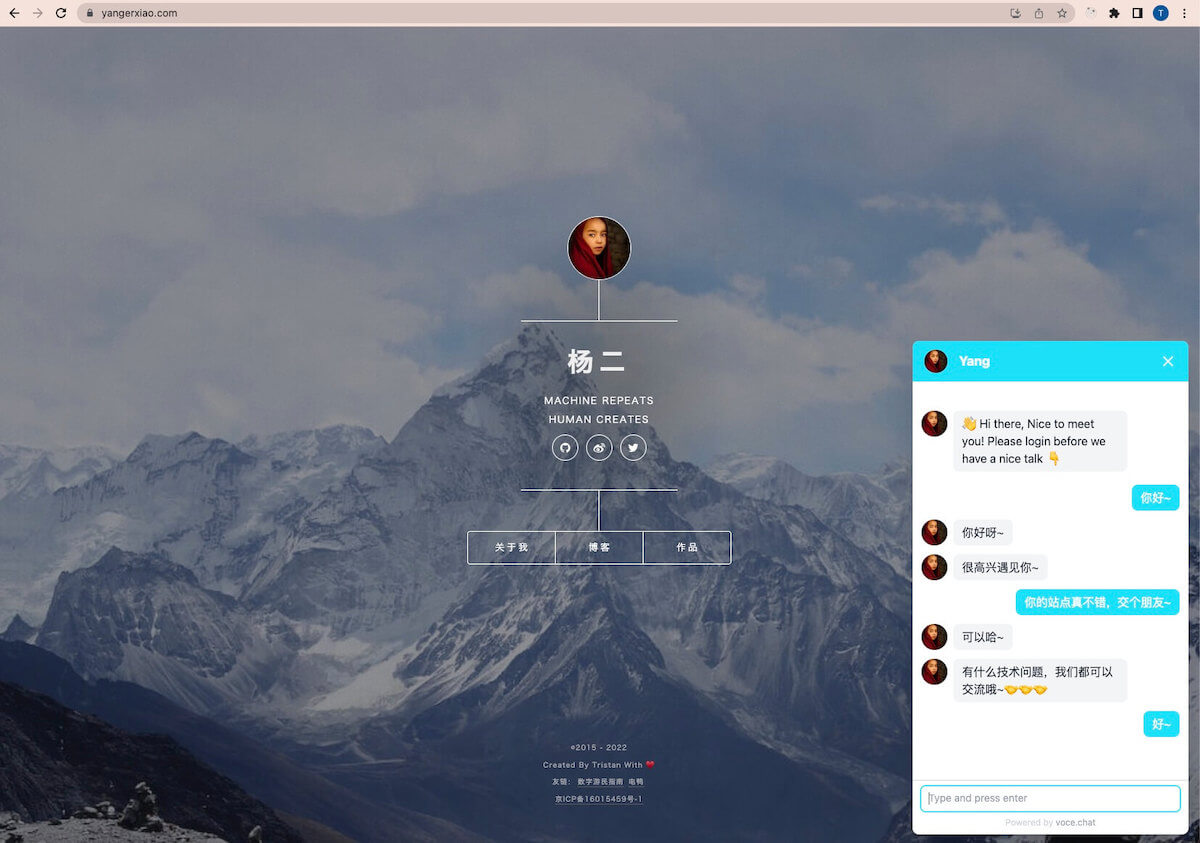 yangerxiao.com
T
杨二
MACHINE REPEATS
HUMAN CREATES
关于我
博客
作品
©2015 - 2022
Created By Tristan With ❤️
友链： 数字游民指南 电鸭
京ICP备16015459号-1
Yang
👋 Hi there, Nice to meet
you! Please login before we
have a nice talk 👇
你好~
你好呀~
很高兴遇见你~
你的站点真不错，交个朋友~
可以哈~
有什么技术问题，我们都可以
交流哦~🤝🤝🤝
好~
Type and press enter
Powered by voce.chat